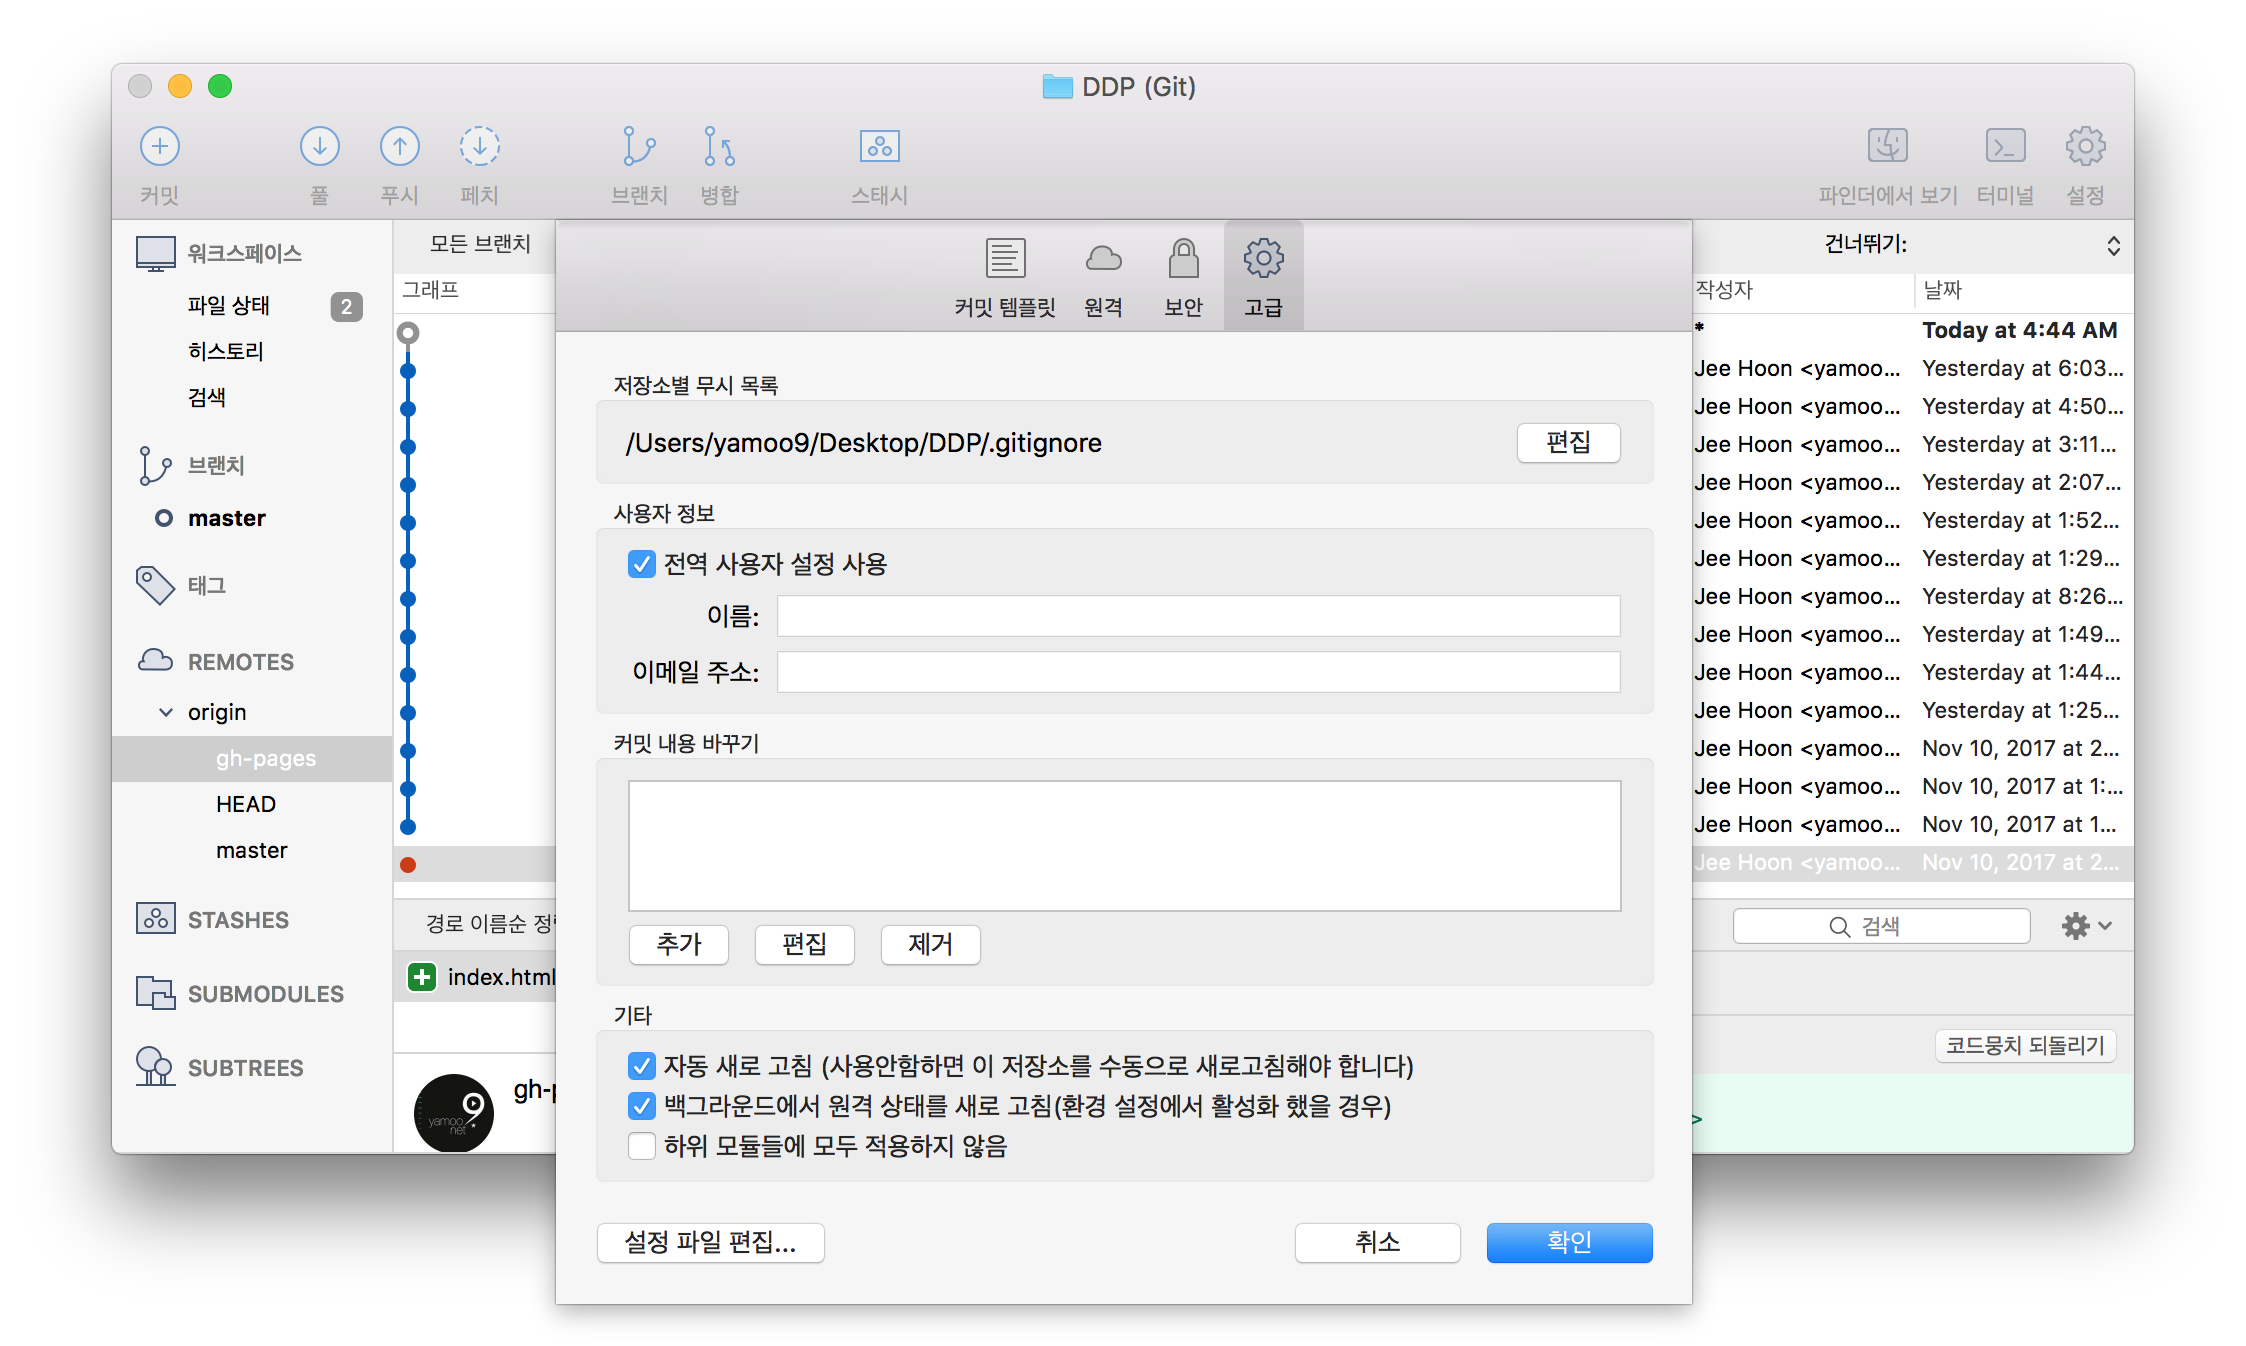 DDP (Git)
커밋
풀
푸시
페치
브랜치
병합
스태시
파인더에서 보기
터미널
설정
워크스페이스
파일 상태
2
히스토리
검색
브랜치
master
태그
REMOTES
origin
gh-pages
HEAD
master
STASHES
SUBMODULES
SUBTREES
모든 브랜치
그래프
경로 이름순
index.html
yamoo9
net
커밋 템플릿
원격
보안
고급
저장소별 무시 목록
/Users/yamoo9/Desktop/DDP/.gitignore
편집
사용자 정보
전역 사용자 설정 사용
이름:
이메일 주소:
커밋 내용 바꾸기
추가
편집
제거
기타
자동 새로 고침 (사용안함하면 이 저장소를 수동으로 새로고침해야 합니다)
백그라운드에서 원격 상태를 새로 고침(환경 설정에서 활성화 했을 경우)
하위 모듈들에 모두 적용하지 않음
설정 파일 편집...
취소
확인
건너뛰기:
작성자 날짜
* Today at 4:44 AM
Jee Hoon <yamoo... Yesterday at 6:03...
Jee Hoon <yamoo... Yesterday at 4:50...
Jee Hoon <yamoo... Yesterday at 3:11...
Jee Hoon <yamoo... Yesterday at 2:07...
Jee Hoon <yamoo... Yesterday at 1:52...
Jee Hoon <yamoo... Yesterday at 1:29...
Jee Hoon <yamoo... Yesterday at 8:26...
Jee Hoon <yamoo... Yesterday at 1:49...
Jee Hoon <yamoo... Yesterday at 1:44...
Jee Hoon <yamoo... Yesterday at 1:25...
Jee Hoon <yamoo... Nov 10, 2017 at 2...
Jee Hoon <yamoo... Nov 10, 2017 at 1:...
Jee Hoon <yamoo... Nov 10, 2017 at 1...
Jee Hoon <yamoo... Nov 10, 2017 at 2...
검색
코드뭉치 되돌리기
>